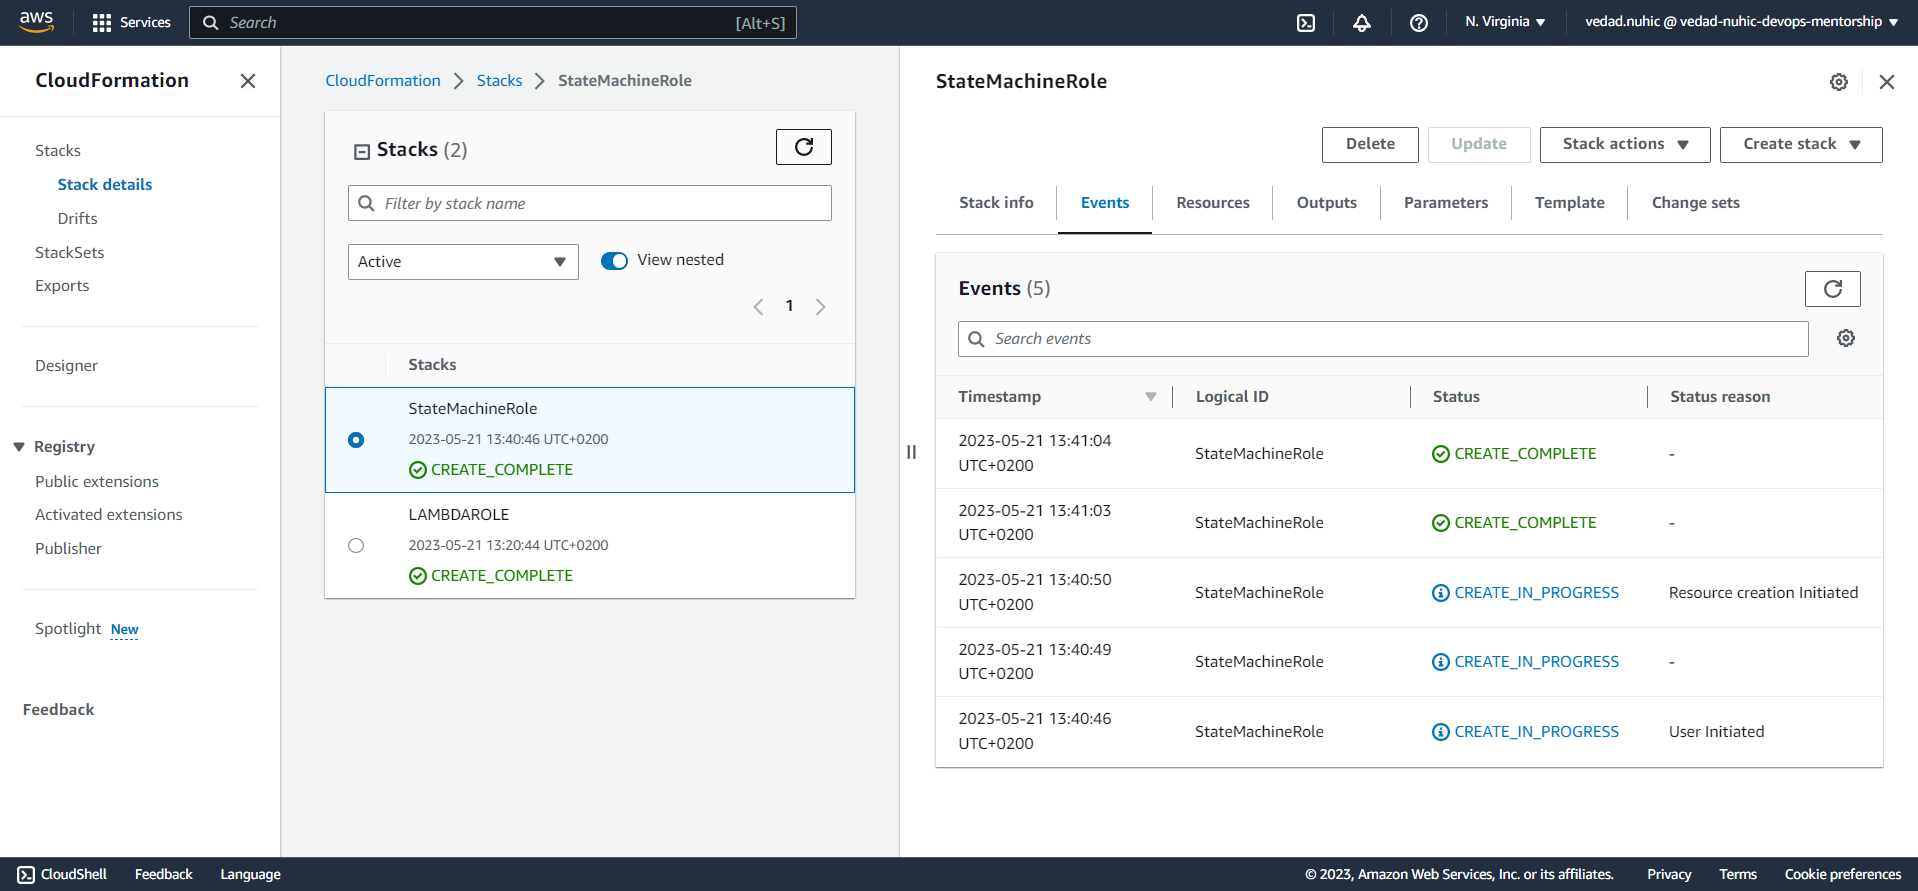 aws
Services
Search
[Alt+S]
N. Virginia
vedad.nuhic @ vedad-nuhic-devops-mentorship
CloudFormation
Stacks
Stack details
Drifts
StackSets
Exports
Designer
Registry
Public extensions
Activated extensions
Publisher
Spotlight New
Feedback
CloudFormation
Stacks
StateMachineRole
Stacks (2)
Filter by stack name
Active
View nested
1
Stacks
StateMachineRole
2023-05-21 13:40:46 UTC+0200
CREATE_COMPLETE
LAMBDAROLE
2023-05-21 13:20:44 UTC+0200
CREATE_COMPLETE
StateMachineRole
Delete
Update
Stack actions
Create stack
Stack info
Events
Resources
Outputs
Parameters
Template
Change sets
Events (5)
Search events
Timestamp
Logical ID
Status
Status reason
2023-05-21 13:41:04
UTC+0200
StateMachineRole
CREATE_COMPLETE
-
2023-05-21 13:41:03
UTC+0200
StateMachineRole
CREATE_COMPLETE
-
2023-05-21 13:40:50
UTC+0200
StateMachineRole
CREATE_IN_PROGRESS
Resource creation Initiated
2023-05-21 13:40:49
UTC+0200
StateMachineRole
CREATE_IN_PROGRESS
-
2023-05-21 13:40:46
UTC+0200
StateMachineRole
CREATE_IN_PROGRESS
User Initiated
CloudShell
Feedback
Language
© 2023, Amazon Web Services, Inc. or its affiliates.
Privacy
Terms
Cookie preferences